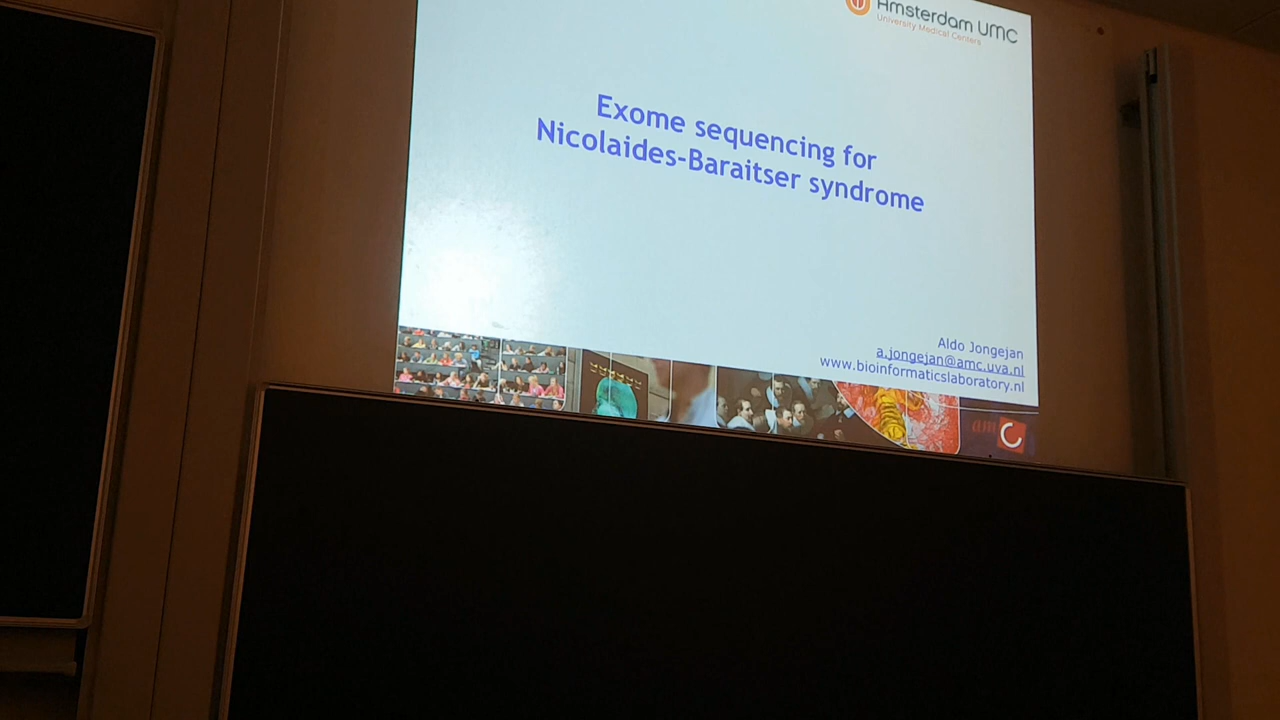 Amsterdam UMC
University Medical Centers
Exome sequencing for
Nicolaides-Baraitser syndrome
Aldo Jongejan
a.jongejan@amc.uva.nl
www.bioinformaticslaboratory.nl
am